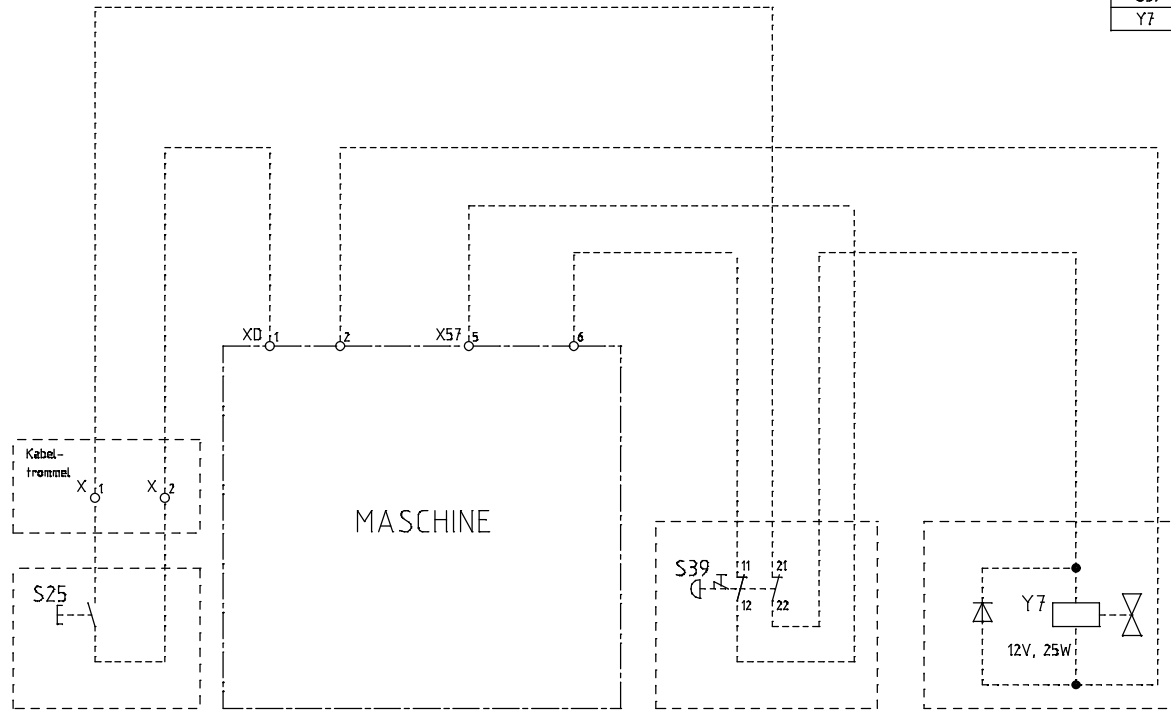 Y7
XD 1 2 X57 5 6
Kabel-
trommel
X 1 X 2
MASCHINE
S39 11 21
12 22
S25
Y7
12V, 25W